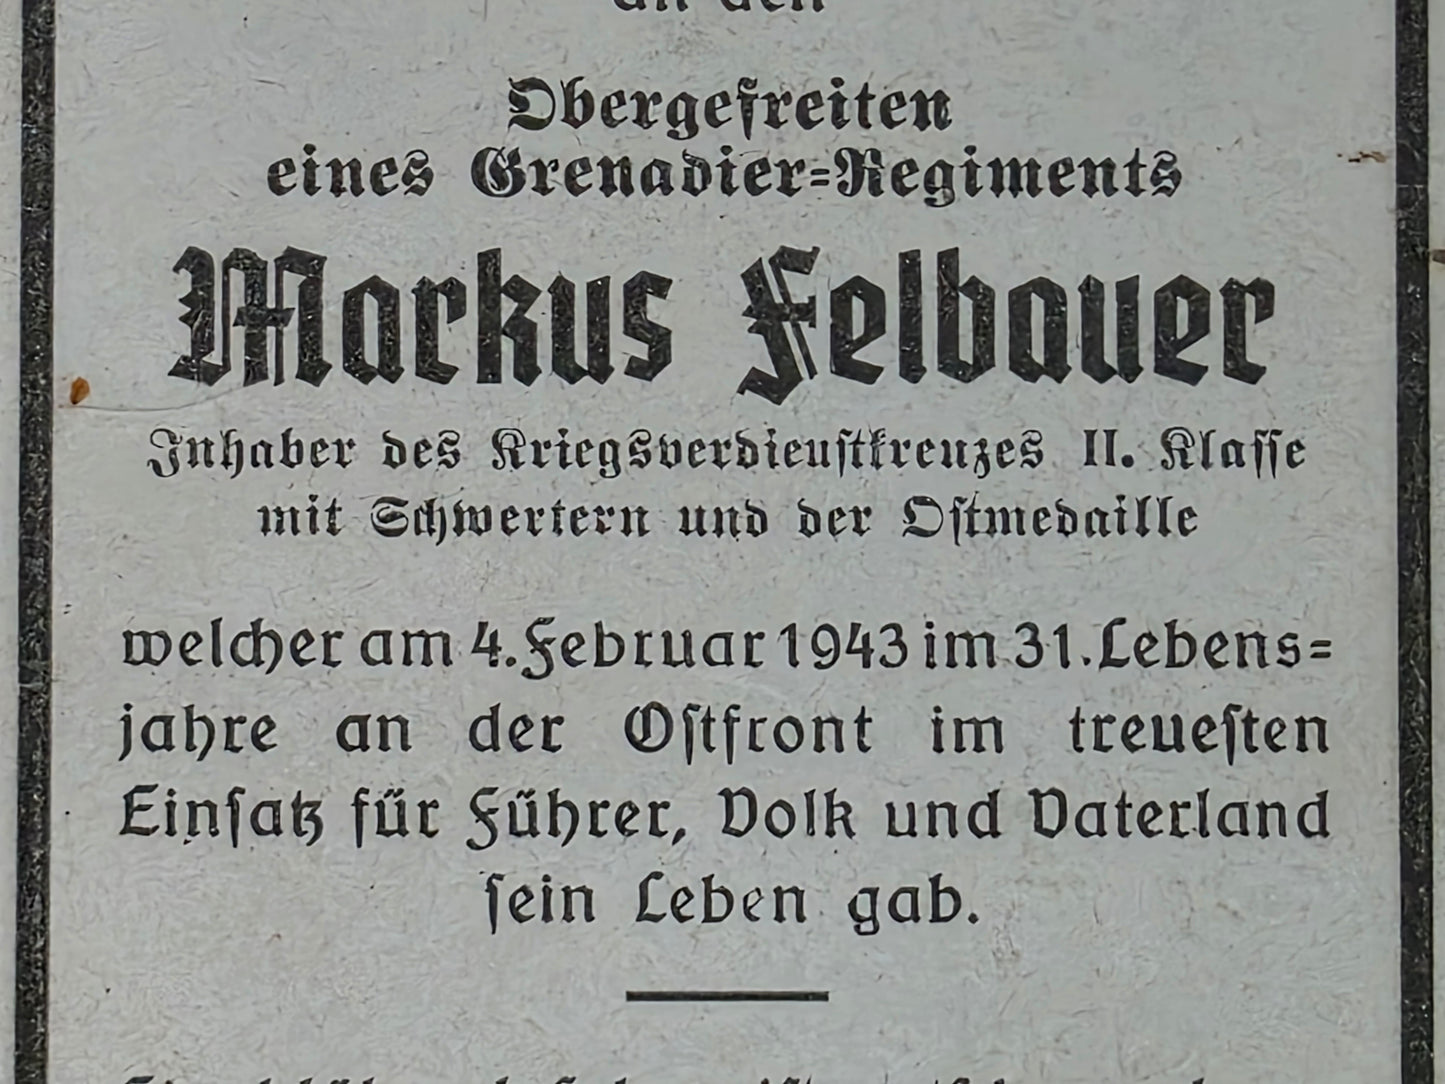 an den
Obergefreiten
eines Grenadier=Regiments
Markus Felbauer
Inhaber des Kriegsverdienstkreuzes II. Klasse
mit Schwertern und der Ostmedaille
welcher am 4. Februar 1943 im 31. Lebens=
jahre an der Ostfront im treuesten
Einsatz für Führer, Volk und Vaterland
sein Leben gab.